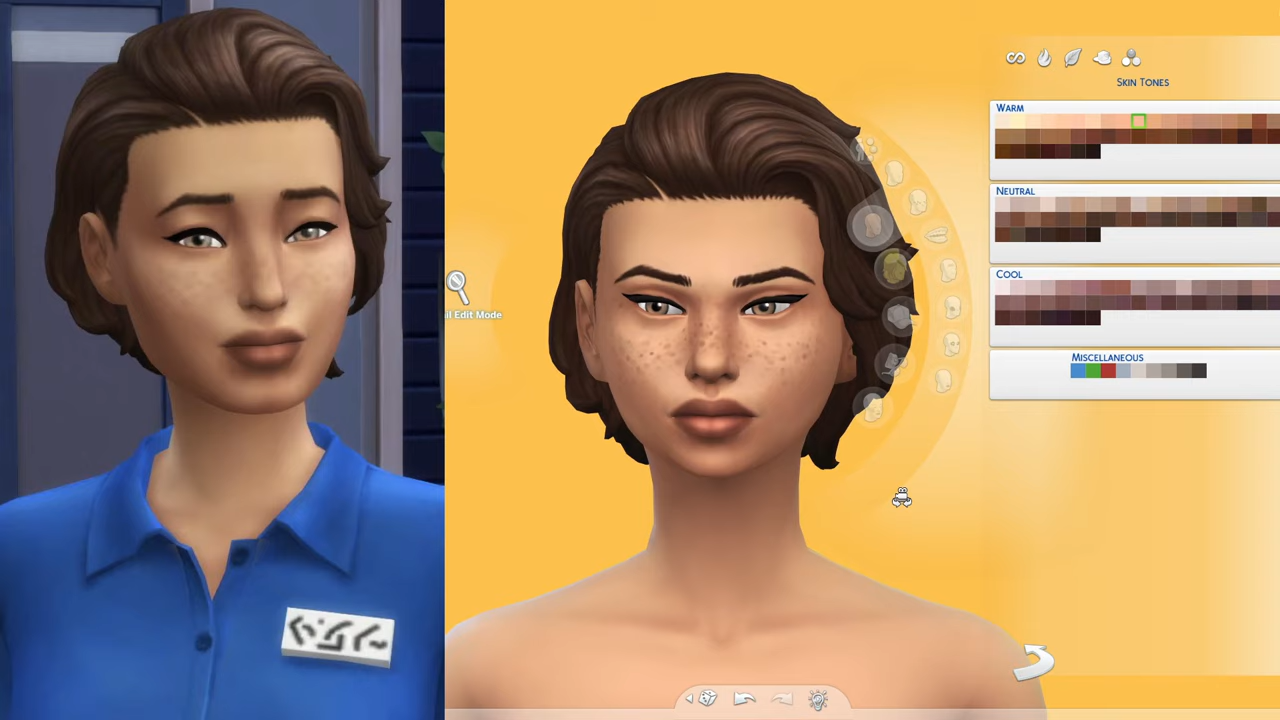 Skin Tones
Warm
Neutral
Cool
Miscellaneous
il Edit Mode